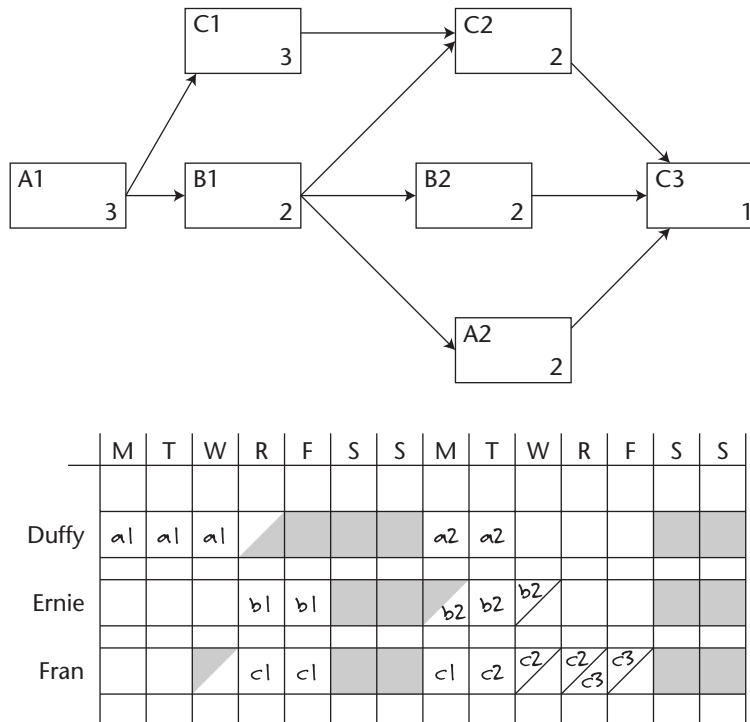 C1
3
C2
2
A1
3
B1
2
B2
2
C3
1
A2
2
M T W R F S S M T W R F S S
Duffy a1 a1 a1 a2 a2
Ernie b1 b1 b2 b2 b2
Fran c1 c1 c1 c2 c2 c2 c3 c3